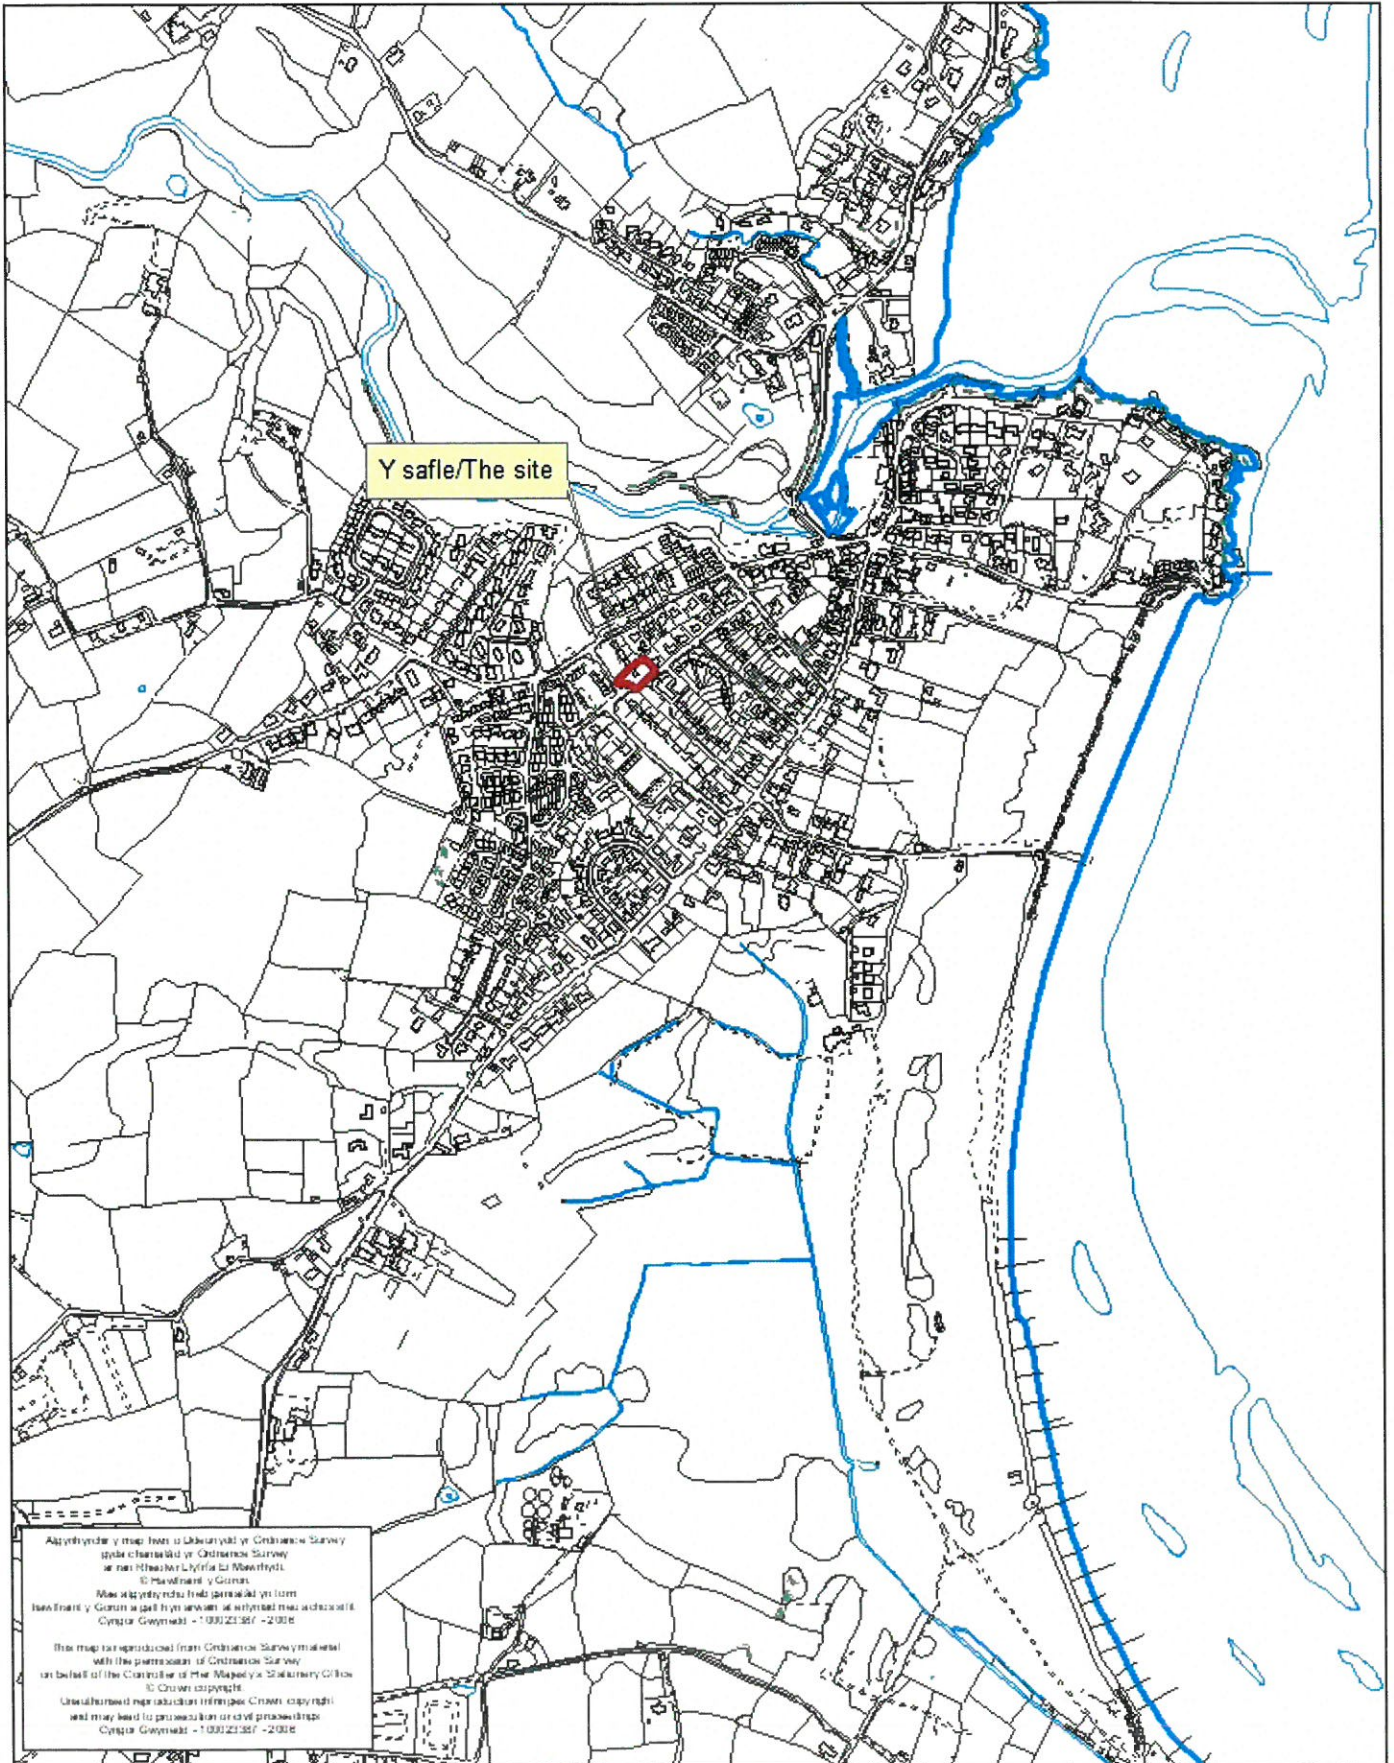 Y safle/The site
Atgynhyrchir y map hwn o Ddeunydd yr Ordnance Survey
gyda chaniatâd yr Ordnance Survey
ar ran Rheolwr Llyfrfa Ei Mawrhydi.
© Hawlfraint y Goron.
Mae atgynhyrchu heb ganiatâd yn torri
hawlfraint y Goron a gall hyn arwain at erlyniad neu achos sifil.
Cyngor Gwynedd - 100023387 - 2008
This map is reproduced from Ordnance Survey material
with the permission of Ordnance Survey
on behalf of the Controller of Her Majesty's Stationery Office
© Crown copyright.
Unauthorised reproduction infringes Crown copyright
and may lead to prosecution or civil proceedings.
Cyngor Gwynedd - 100023387 - 2008